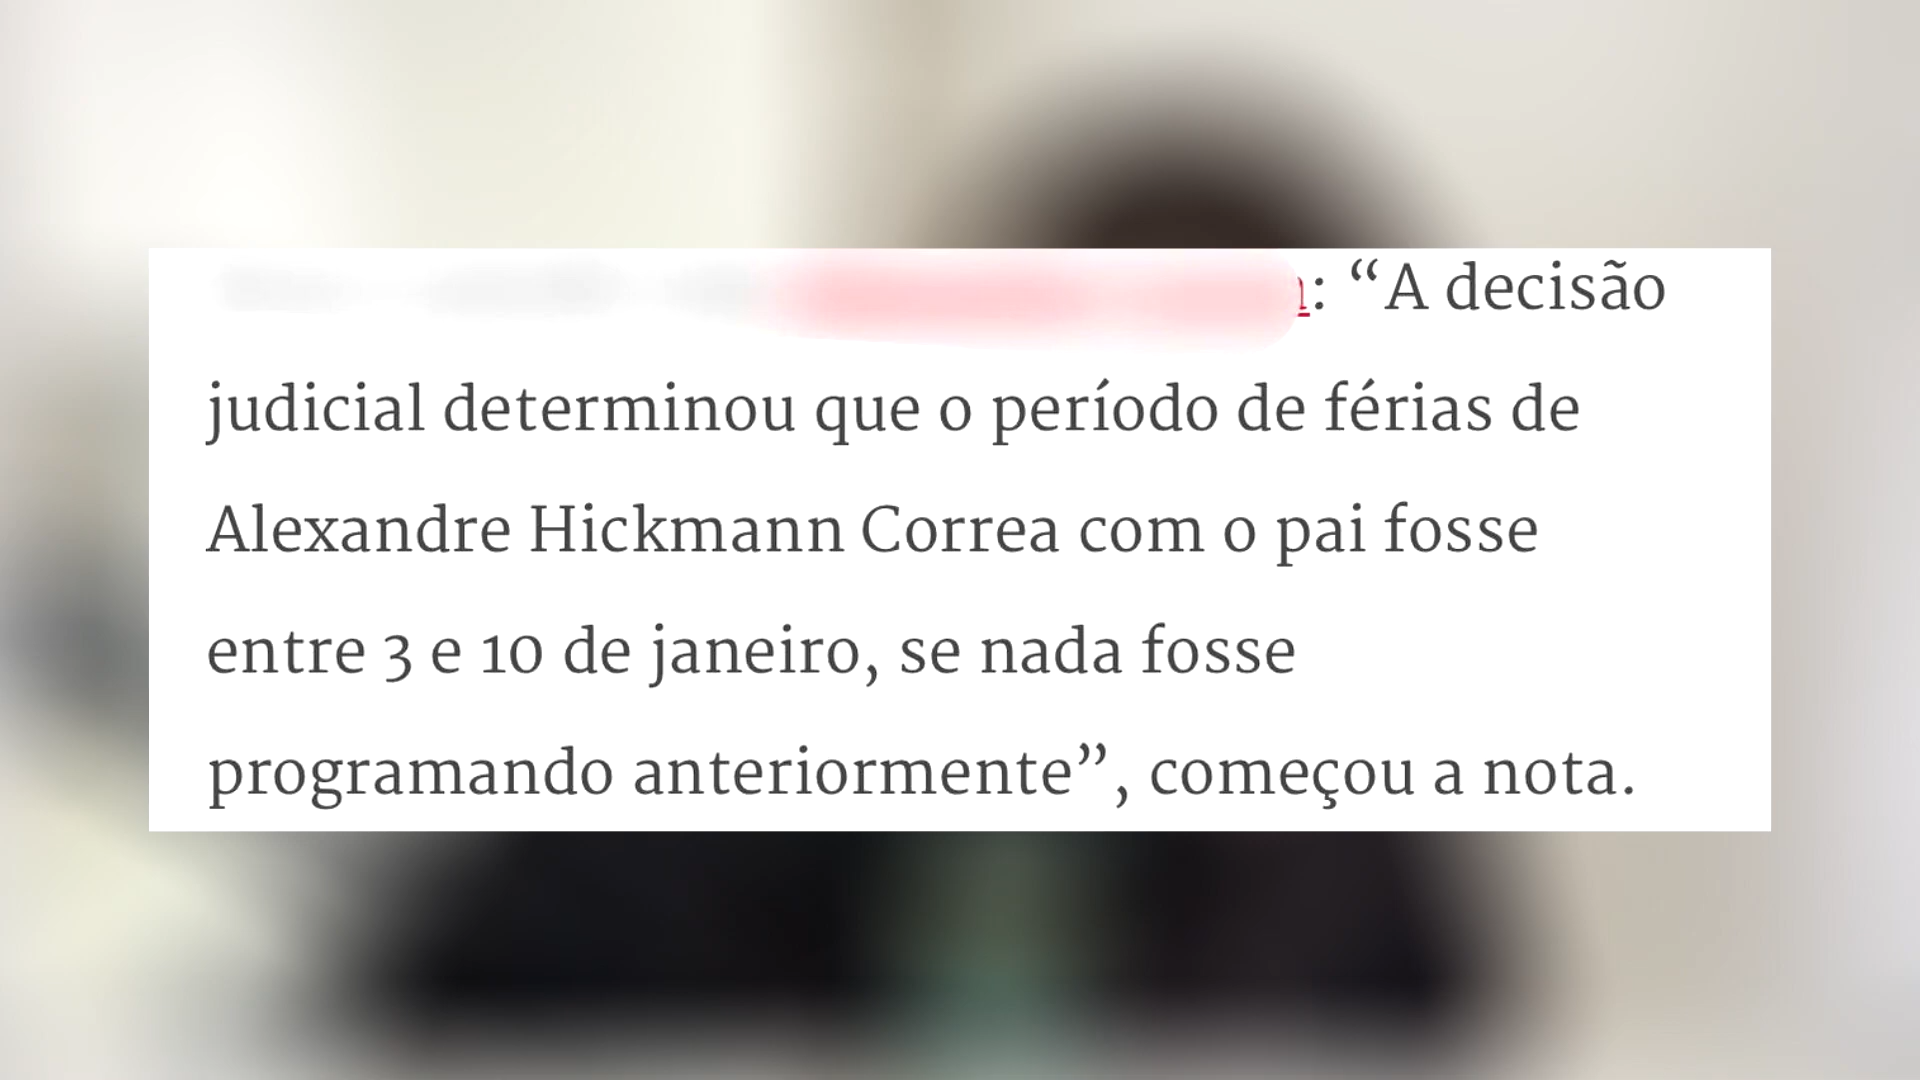 : “A decisão
judicial determinou que o período de férias de
Alexandre Hickmann Correa com o pai fosse
entre 3 e 10 de janeiro, se nada fosse
programando anteriormente”, começou a nota.